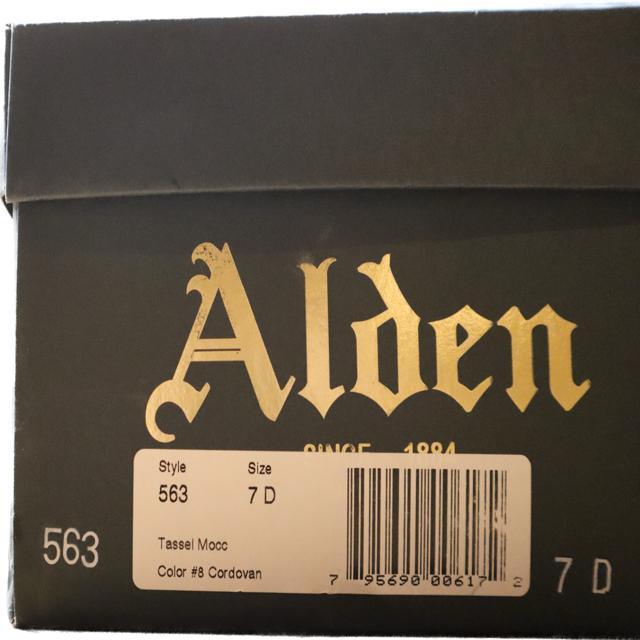 Alden
SINCE 1884
Style Size
563 7 D
Tassel Mocc
Color #8 Cordovan
7 95690 00617 2
563
7 D